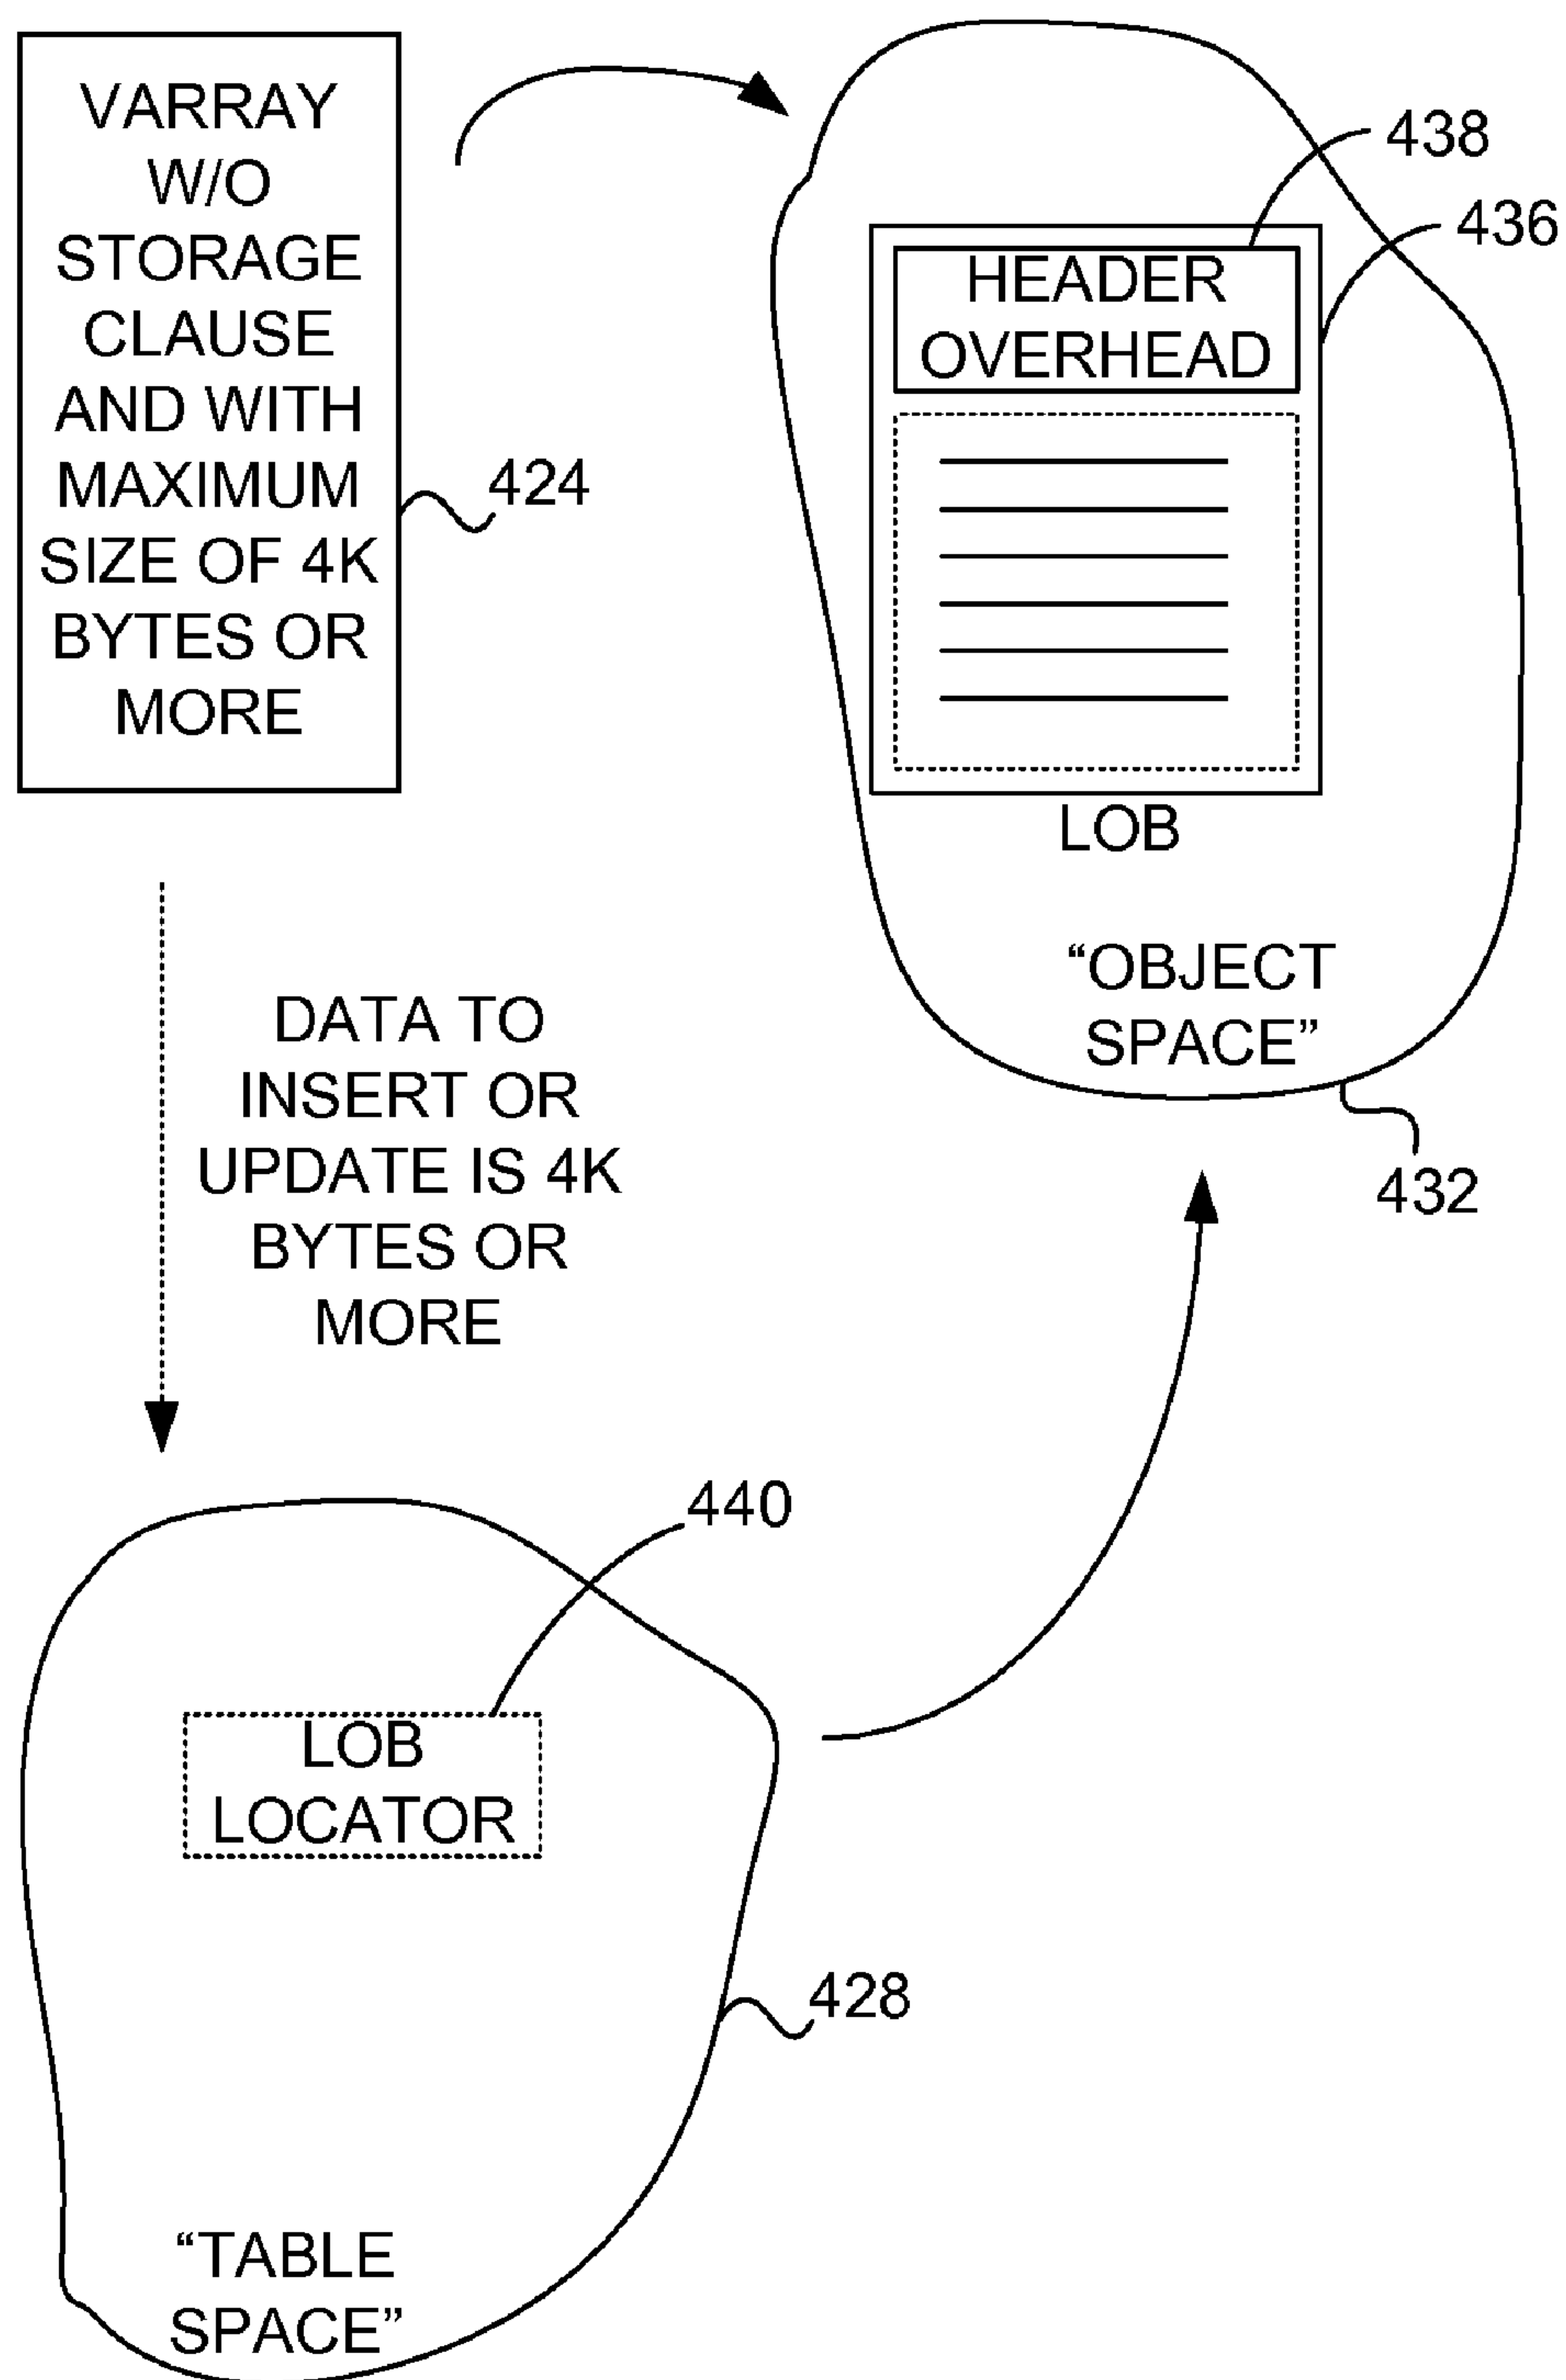 VARRAY
W/O
STORAGE
CLAUSE
AND WITH
MAXIMUM
SIZE OF 4K
BYTES OR
MORE
424
438
436
HEADER
OVERHEAD
LOB
“OBJECT
SPACE”
432
DATA TO
INSERT OR
UPDATE IS 4K
BYTES OR
MORE
440
LOB
LOCATOR
428
“TABLE
SPACE”